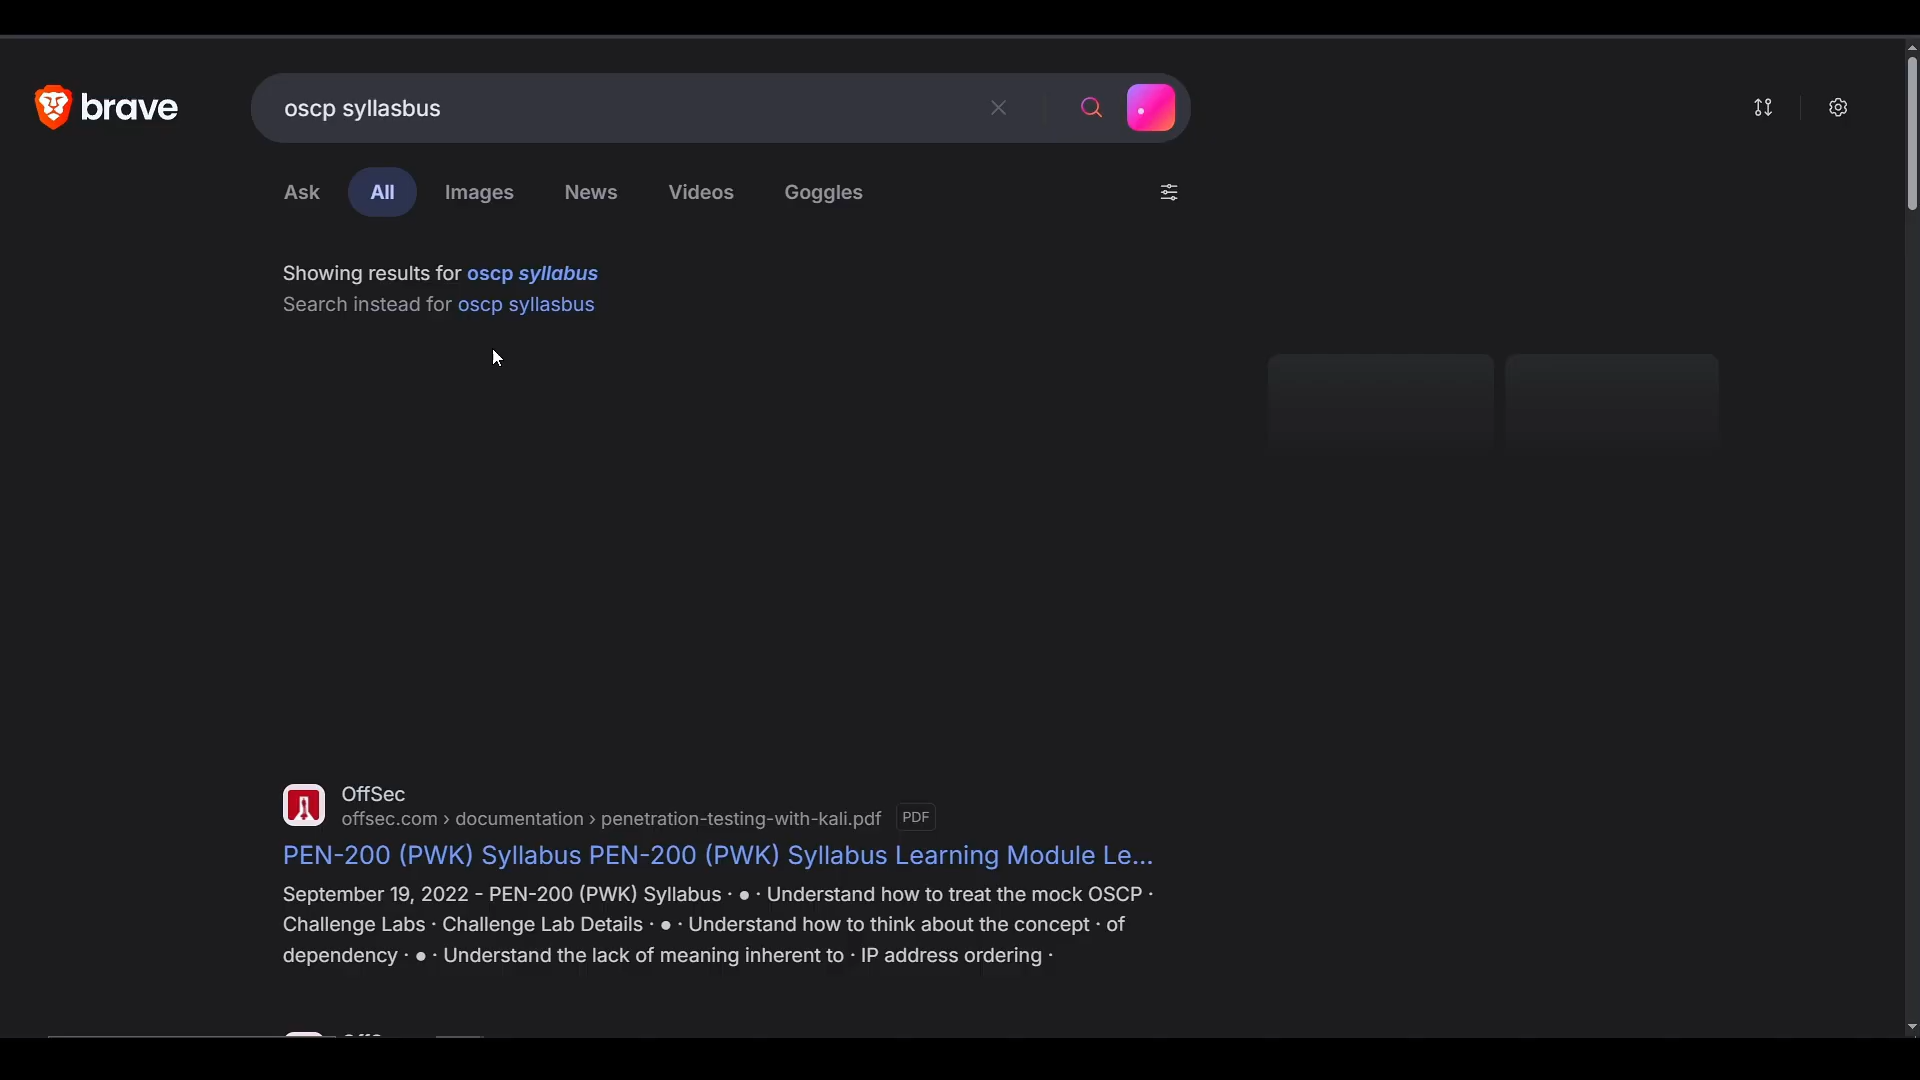 brave
oscp syllasbus
Ask All Images News Videos Goggles
Showing results for oscp syllabus
Search instead for oscp syllasbus
OffSec
offsec.com › documentation › penetration-testing-with-kali.pdf PDF
PEN-200 (PWK) Syllabus PEN-200 (PWK) Syllabus Learning Module Le...
September 19, 2022 - PEN-200 (PWK) Syllabus · ● · Understand how to treat the mock OSCP ·
Challenge Labs · Challenge Lab Details · ● · Understand how to think about the concept · of
dependency · ● · Understand the lack of meaning inherent to · IP address ordering ·